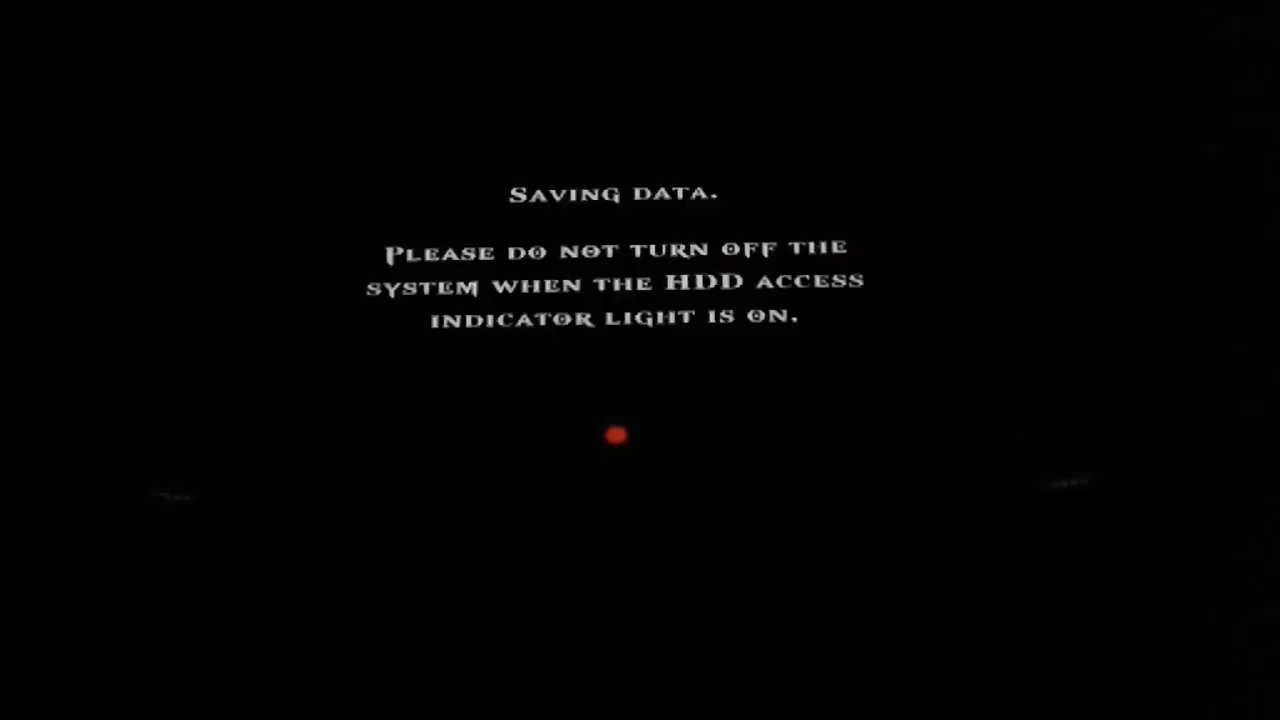 Saving data.
Please do not turn off the
system when the HDD access
indicator light is on.